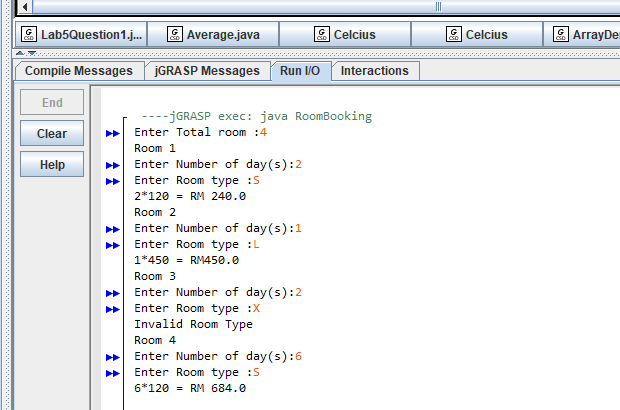 Lab5Question1.j... Average.java Celcius Celcius ArrayDe
Compile Messages jGRASP Messages Run I/O Interactions
End
Clear
Help
----jGRASP exec: java RoomBooking
Enter Total room :4
Room 1
Enter Number of day(s):2
Enter Room type :S
2*120 = RM 240.0
Room 2
Enter Number of day(s):1
Enter Room type :L
1*450 = RM450.0
Room 3
Enter Number of day(s):2
Enter Room type :X
Invalid Room Type
Room 4
Enter Number of day(s):6
Enter Room type :S
6*120 = RM 684.0